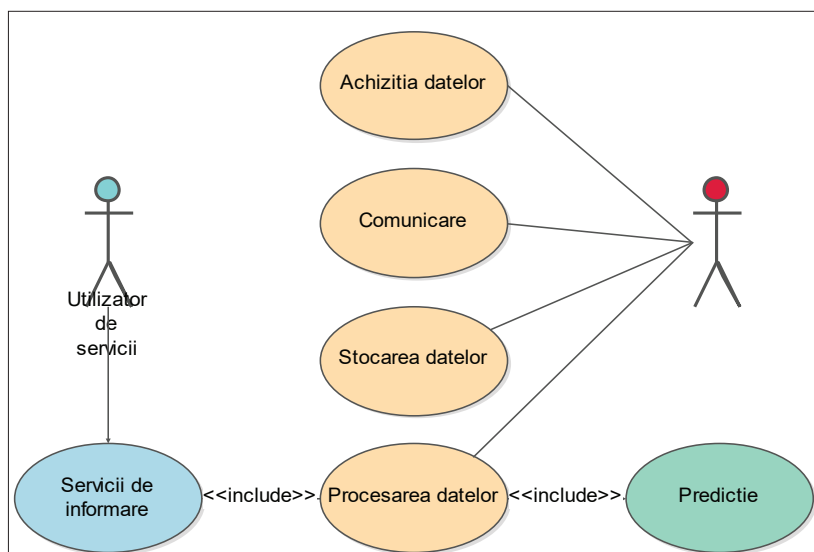 Achizitia datelor
Comunicare
Utilizator
de
servicii
Stocarea datelor
Servicii de
informare
<<include>>
Procesarea datelor
<<include>>
Predictie